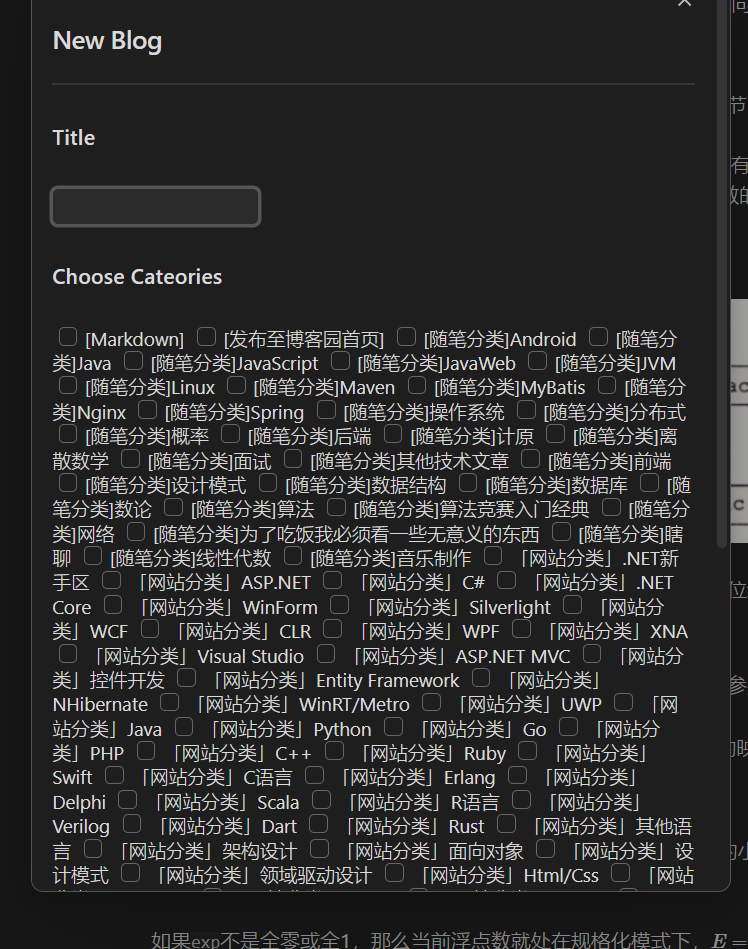 New Blog
Title
Choose Cateories
[Markdown] [发布至博客园首页] [随笔分类]Android [随笔分
类]Java [随笔分类]JavaScript [随笔分类]JavaWeb [随笔分类]JVM
[随笔分类]Linux [随笔分类]Maven [随笔分类]MyBatis [随笔分
类]Nginx [随笔分类]Spring [随笔分类]操作系统 [随笔分类]分布式
[随笔分类]概率 [随笔分类]后端 [随笔分类]计原 [随笔分类]离
散数学 [随笔分类]面试 [随笔分类]其他技术文章 [随笔分类]前端
[随笔分类]设计模式 [随笔分类]数据结构 [随笔分类]数据库 [随
笔分类]数论 [随笔分类]算法 [随笔分类]算法竞赛入门经典 [随笔分
类]网络 [随笔分类]为了吃饭我必须看一些无意义的东西 [随笔分类]瞎
聊 [随笔分类]线性代数 [随笔分类]音乐制作 「网站分类」.NET新
手区 「网站分类」ASP.NET 「网站分类」C# 「网站分类」.NET
Core 「网站分类」WinForm 「网站分类」Silverlight 「网站分
类」WCF 「网站分类」CLR 「网站分类」WPF 「网站分类」XNA
「网站分类」Visual Studio 「网站分类」ASP.NET MVC 「网站分
类」控件开发 「网站分类」Entity Framework 「网站分类」
NHibernate 「网站分类」WinRT/Metro 「网站分类」UWP 「网
站分类」Java 「网站分类」Python 「网站分类」Go 「网站分
类」PHP 「网站分类」C++ 「网站分类」Ruby 「网站分类」
Swift 「网站分类」C语言 「网站分类」Erlang 「网站分类」
Delphi 「网站分类」Scala 「网站分类」R语言 「网站分类」
Verilog 「网站分类」Dart 「网站分类」Rust 「网站分类」其他语
言 「网站分类」架构设计 「网站分类」面向对象 「网站分类」设
计模式 「网站分类」领域驱动设计 「网站分类」Html/Css 「网站
如果exp不是全零或全1，那么当前浮点数就处在规格化模式下，E =